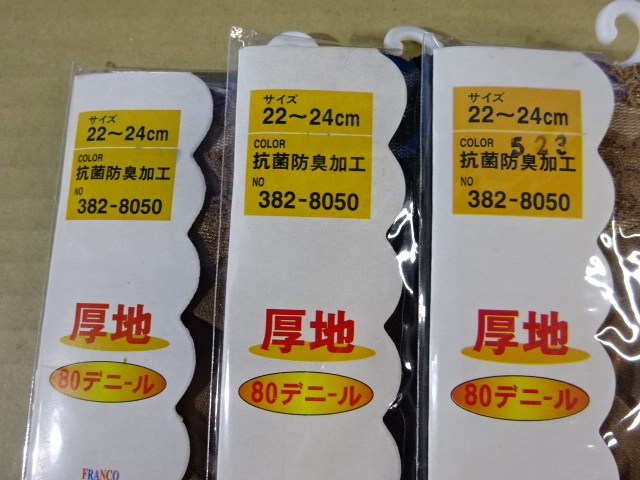 サイズ
22～24cm
COLOR
抗菌防臭加工
NO
382-8050
厚地
80デニール
FRANCO
サイズ
22～24cm
COLOR
抗菌防臭加工
NO
382-8050
厚地
80デニール
サイズ
22～24cm
COLOR 523
抗菌防臭加工
NO
382-8050
厚地
80デニール